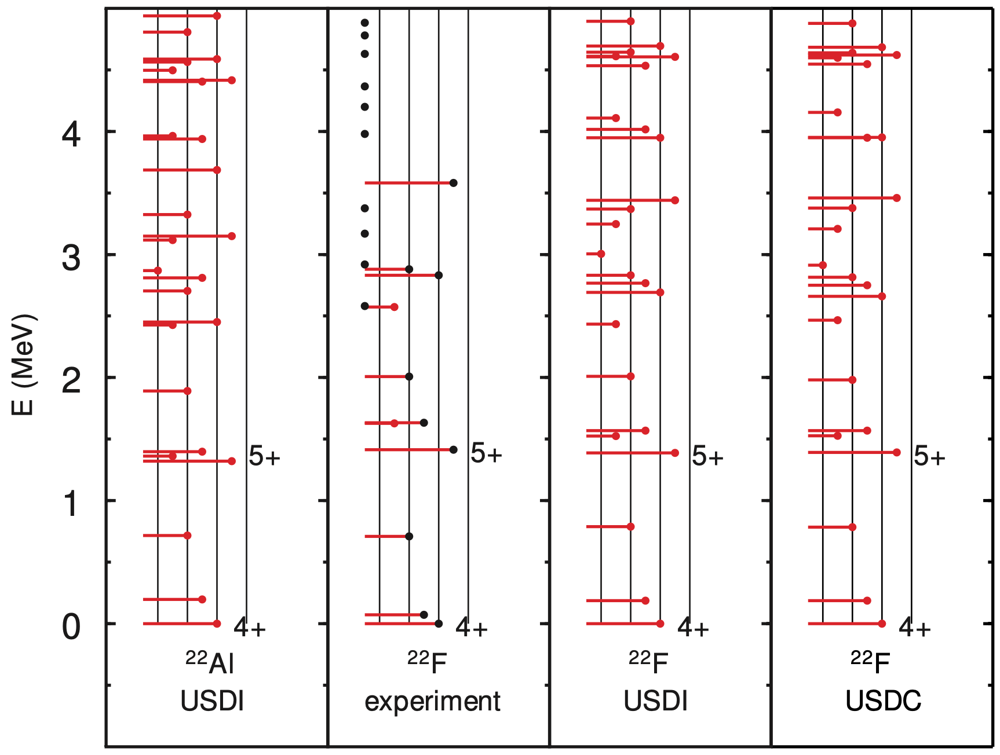 E (MeV)
4
3
2
1
0
5+
5+
5+
5+
4+
4+
4+
4+
²²Al
²²F
²²F
²²F
USDI
experiment
USDI
USDC